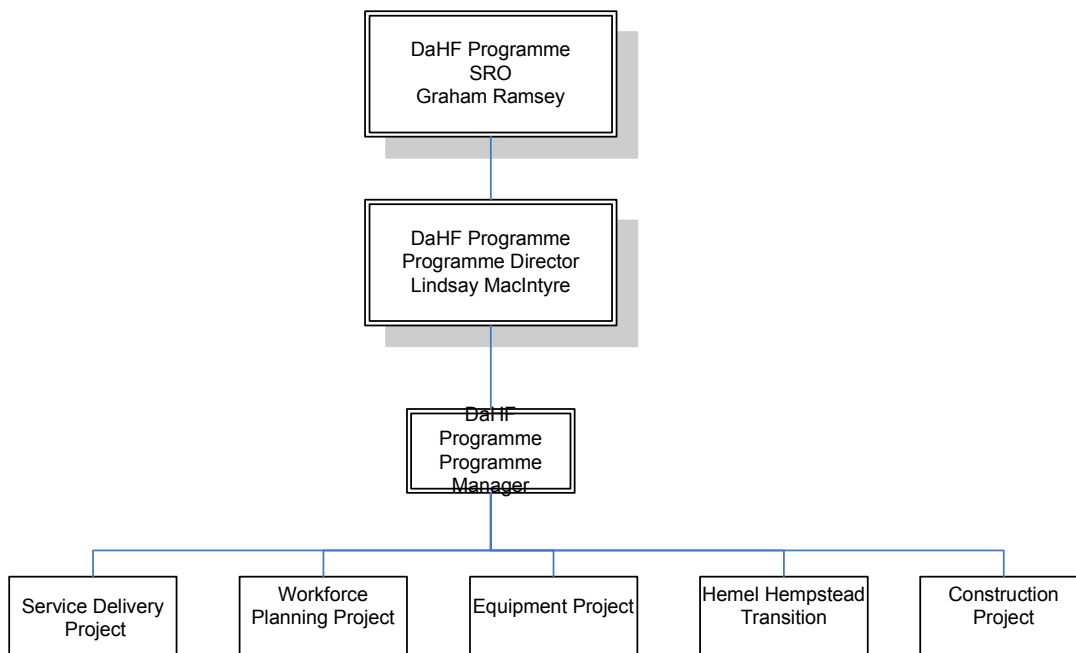 DaHF Programme
SRO
Graham Ramsey
DaHF Programme
Programme Director
Lindsay MacIntyre
DaHF
Programme
Programme
Manager
Service Delivery
Project
Workforce
Planning Project
Equipment Project
Hemel Hempstead
Transition
Construction
Project